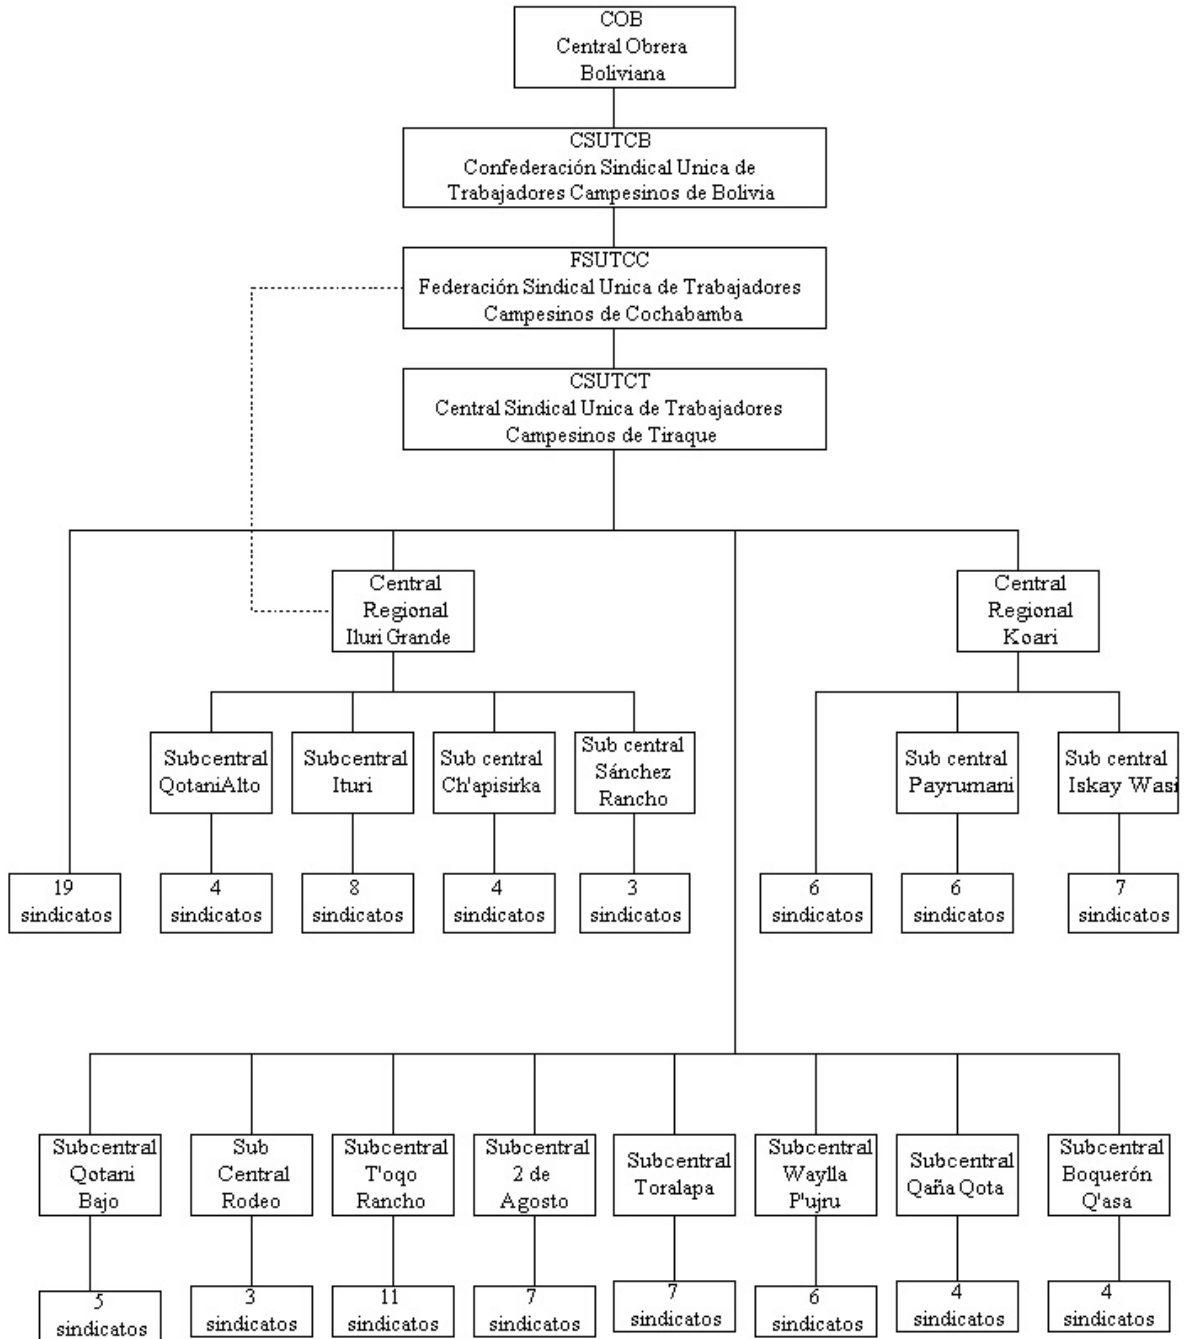 COB
Central Obrera
Boliviana
CSUTCB
Confederación Sindical Unica de
Trabajadores Campesinos de Bolivia
FSUTCC
Federación Sindical Unica de Trabajadores
Campesinos de Cochabamba
CSUTCT
Central Sindical Unica de Trabajadores
Campesinos de Tiraque
Central
Regional
Iluri Grande
Central
Regional
Koari
Subcentral
QotaniAlto
Subcentral
Ituri
Sub central
Ch'apisirka
Sub central
Sánchez
Rancho
Sub central
Payrumani
Sub central
Iskay Wasi
19
sindicatos
4
sindicatos
8
sindicatos
4
sindicatos
3
sindicatos
6
sindicatos
6
sindicatos
7
sindicatos
Subcentral
Qotani
Bajo
Sub
Central
Rodeo
Subcentral
T'oqo
Rancho
Subcentral
2 de
Agosto
Subcentral
Toralapa
Subcentral
Waylla
P'ujru
Subcentral
Qaña Qota
Subcentral
Boquerón
Q'asa
5
sindicatos
3
sindicatos
11
sindicatos
7
sindicatos
7
sindicatos
6
sindicatos
4
sindicatos
4
sindicatos